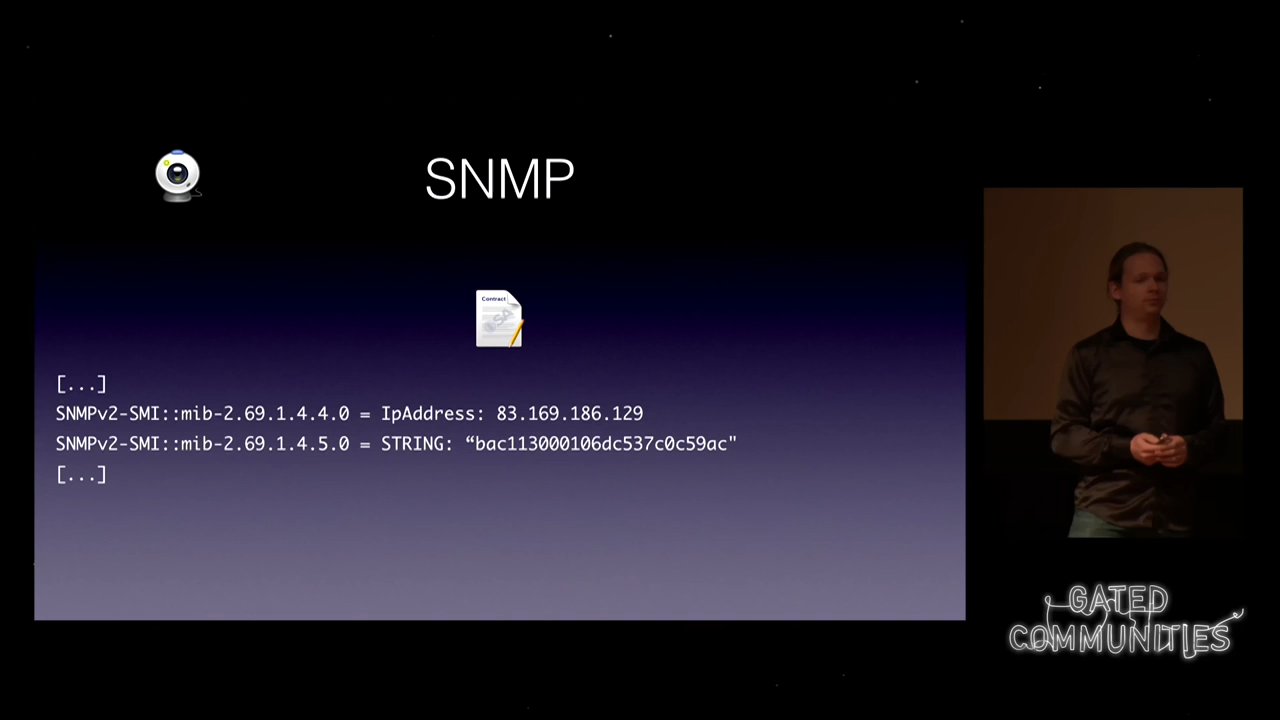 SNMP
Contract
[...]
SNMPv2-SMI::mib-2.69.1.4.4.0 = IpAddress: 83.169.186.129
SNMPv2-SMI::mib-2.69.1.4.5.0 = STRING: “bac113000106dc537c0c59ac"
[...]
GATED
COMMUNITIES